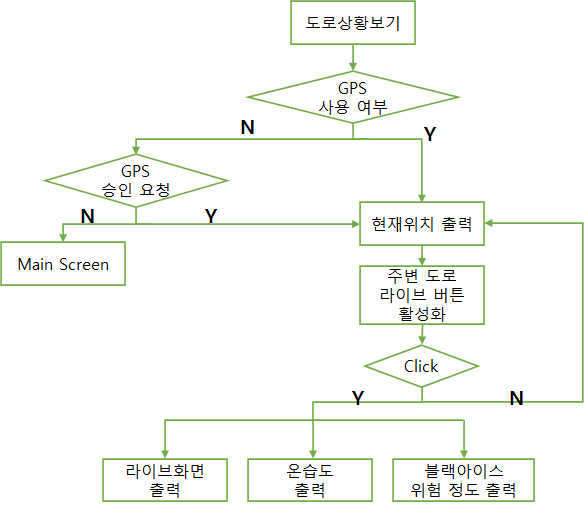 도로상황보기
GPS
사용 여부
N
Y
GPS
승인 요청
N
Y
현재위치 출력
Main Screen
주변 도로
라이브 버튼
활성화
Click
Y
N
라이브화면
출력
온습도
출력
블랙아이스
위험 정도 출력